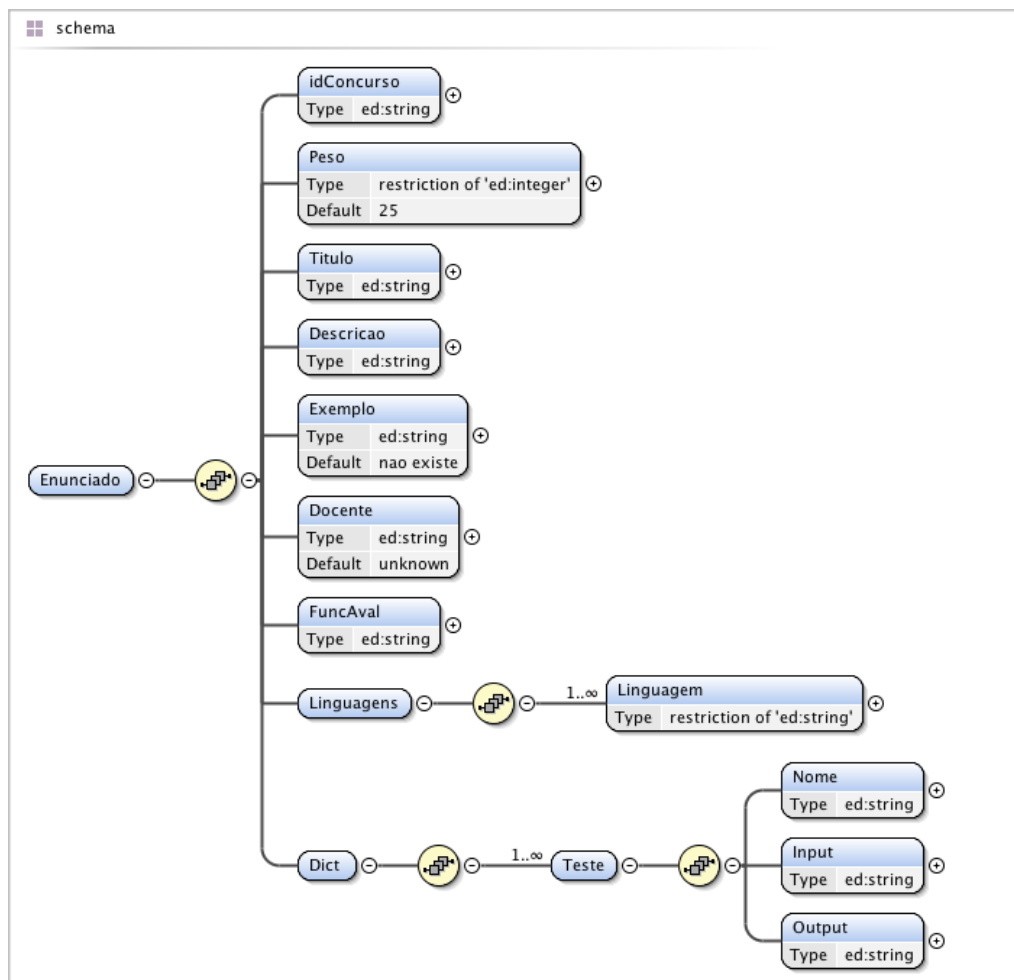 schema
idConcurso
Type ed:string
Peso
Type restriction of 'ed:integer'
Default 25
Titulo
Type ed:string
Descricao
Type ed:string
Exemplo
Type ed:string
Default nao existe
Enunciado
Docente
Type ed:string
Default unknown
FuncAval
Type ed:string
Linguagens
1..∞
Linguagem
Type restriction of 'ed:string'
Dict
1..∞
Teste
Nome
Type ed:string
Input
Type ed:string
Output
Type ed:string